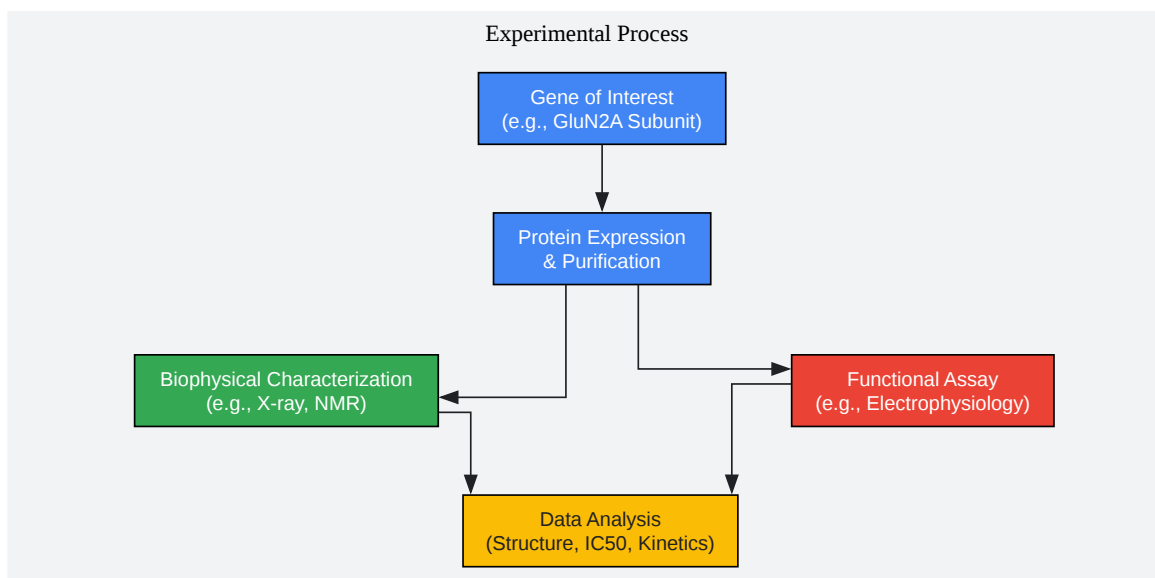 Experimental Process
Gene of Interest
(e.g., GluN2A Subunit)
Protein Expression
& Purification
Biophysical Characterization
(e.g., X-ray, NMR)
Functional Assay
(e.g., Electrophysiology)
Data Analysis
(Structure, IC50, Kinetics)